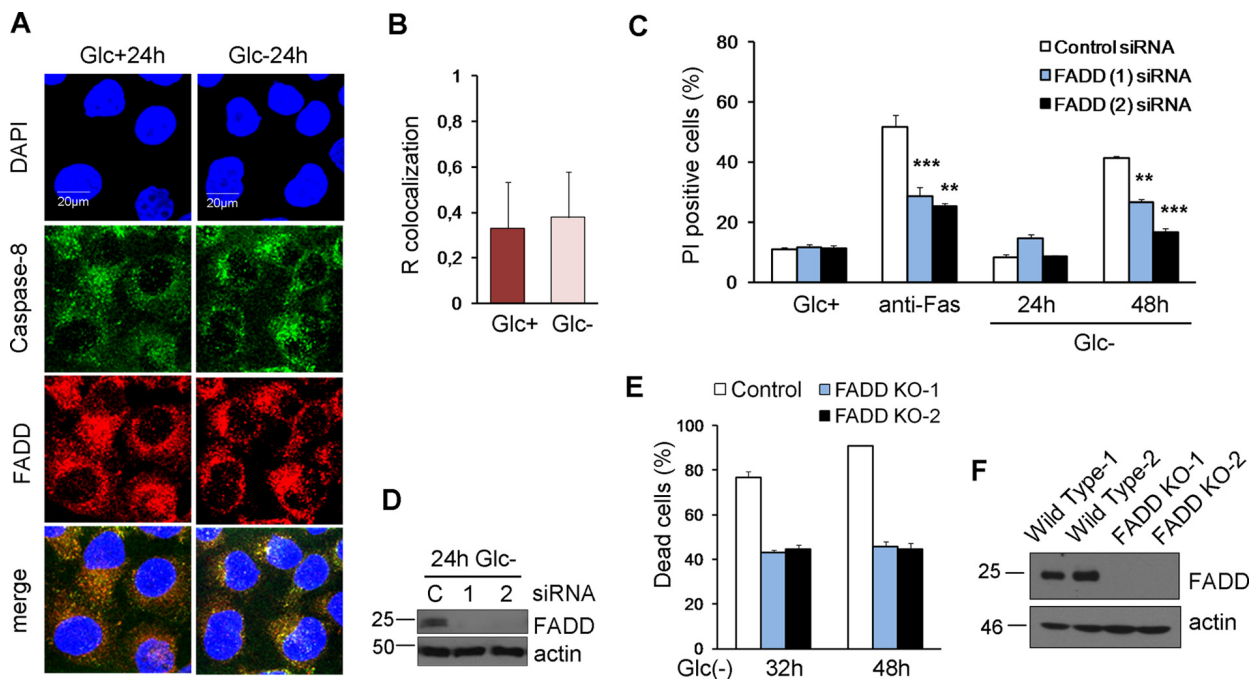 A
Glc+24h
Glc-24h
DAPI
20µm
20µm
Caspase-8
FADD
merge
B
R colocalization
1
0,8
0,6
0,4
0,2
0
Glc+
Glc-
C
PI positive cells (%)
80
60
40
20
0
Control siRNA
FADD (1) siRNA
FADD (2) siRNA
***
**
**
***
Glc+
anti-Fas
24h
48h
Glc-
D
24h Glc-
C 1 2 siRNA
25
FADD
50
actin
E
Control
FADD KO-1
FADD KO-2
Dead cells (%)
100
80
60
40
20
0
Glc(-)
32h
48h
F
Wild Type-1
Wild Type-2
FADD KO-1
FADD KO-2
25
FADD
46
actin